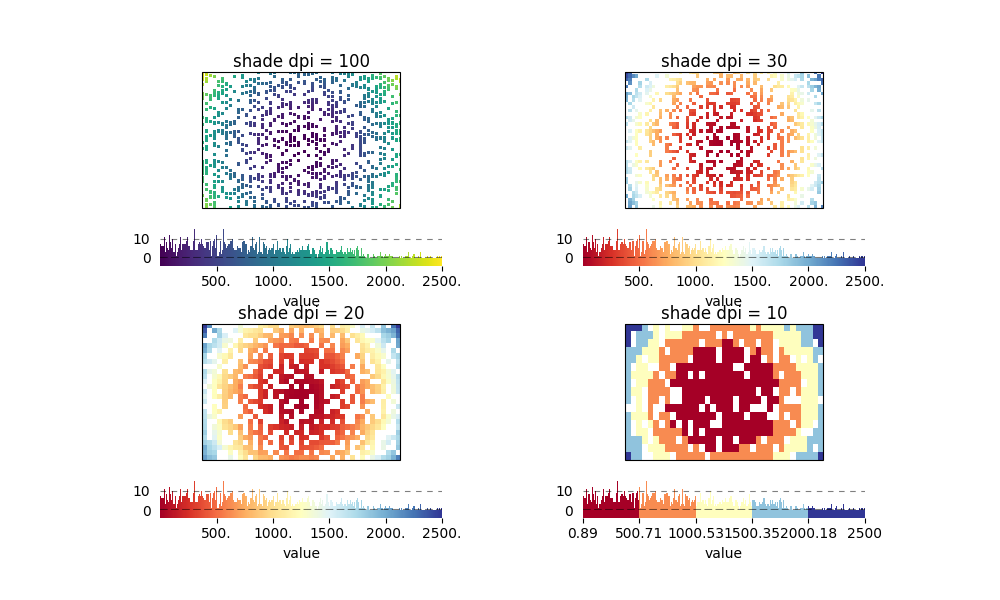 shade dpi = 100
10
0
500. 1000. 1500. 2000. 2500.
value
shade dpi = 30
10
0
500. 1000. 1500. 2000. 2500.
value
shade dpi = 20
10
0
500. 1000. 1500. 2000. 2500.
value
shade dpi = 10
10
0
0.89 500.71 1000.53 1500.35 2000.18 2500
value